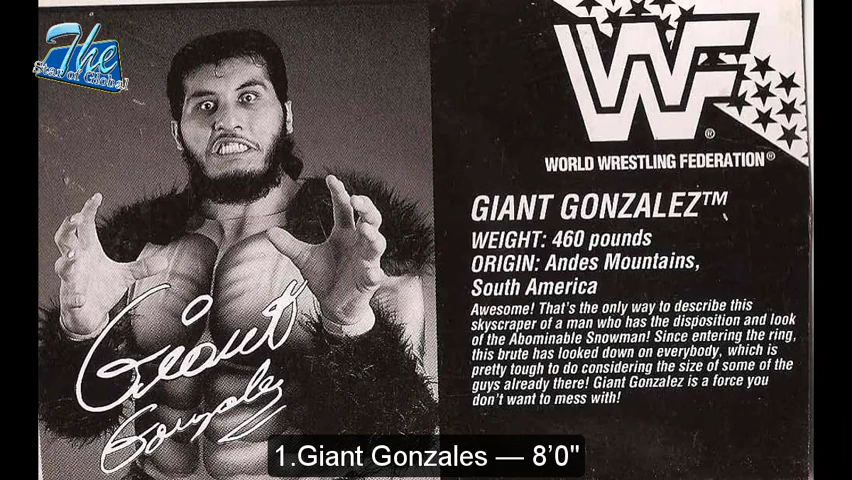 The
Star of Global
WF
®
WORLD WRESTLING FEDERATION®
GIANT GONZALEZ™
WEIGHT: 460 pounds
ORIGIN: Andes Mountains,
South America
Awesome! That's the only way to describe this
skyscraper of a man who has the disposition and look
of the Abominable Snowman! Since entering the ring,
this brute has looked down on everybody, which is
pretty tough to do considering the size of some of the
guys already there! Giant Gonzalez is a force you
don't want to mess with!
Giant
Gonzalez
1.Giant Gonzales — 8’0"